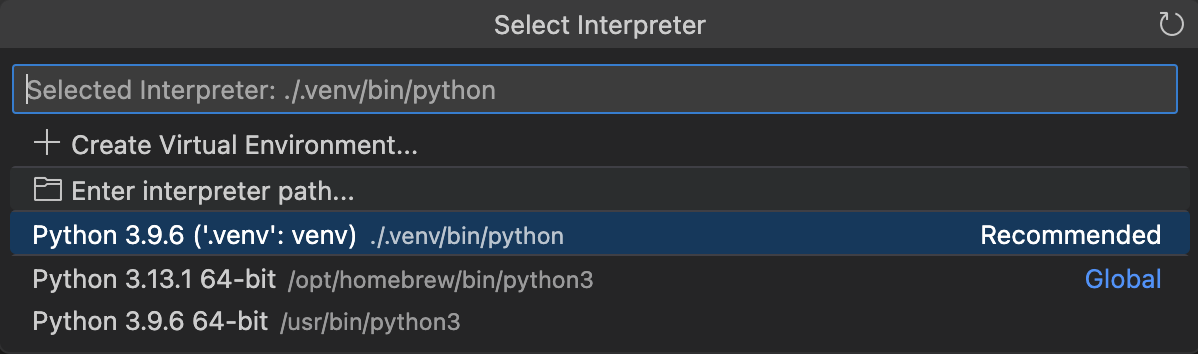 Select Interpreter
Selected Interpreter: ./.venv/bin/python
Create Virtual Environment...
Enter interpreter path...
Python 3.9.6 ('.venv': venv) ./.venv/bin/python Recommended
Python 3.13.1 64-bit /opt/homebrew/bin/python3 Global
Python 3.9.6 64-bit /usr/bin/python3